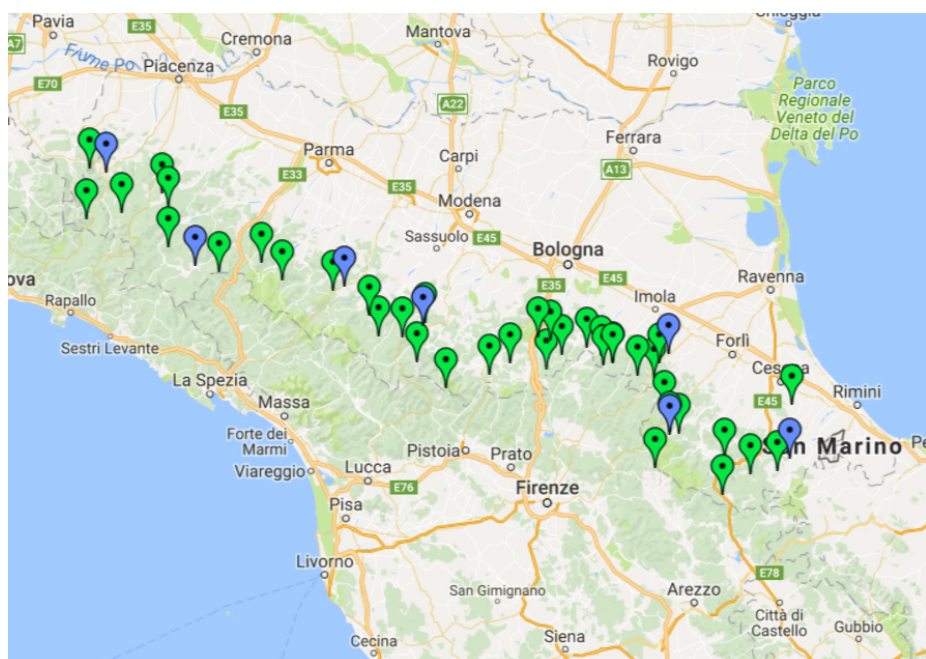 Pavia
E35
Cremona
Mantova
Chioggia
A7
Fiume Po
Piacenza
Rovigo
E70
E35
A22
Parco
Regionale
Veneto del
Delta del Po
Ferrara
Parma
Carpi
A13
E33
E35
Modena
Sassuolo
E45
Bologna
ova
E35
E45
Ravenna
Rapallo
Imola
Sestri Levante
Forlì
La Spezia
Cesena
Massa
E45
Rimini
Forte dei
Marmi
Pistoia
San Marino
Pe
Viareggio
Lucca
Prato
E76
Firenze
Pisa
Livorno
E78
San Gimignano
Arezzo
Città di
Castello
Gubbio
Siena
Cecina